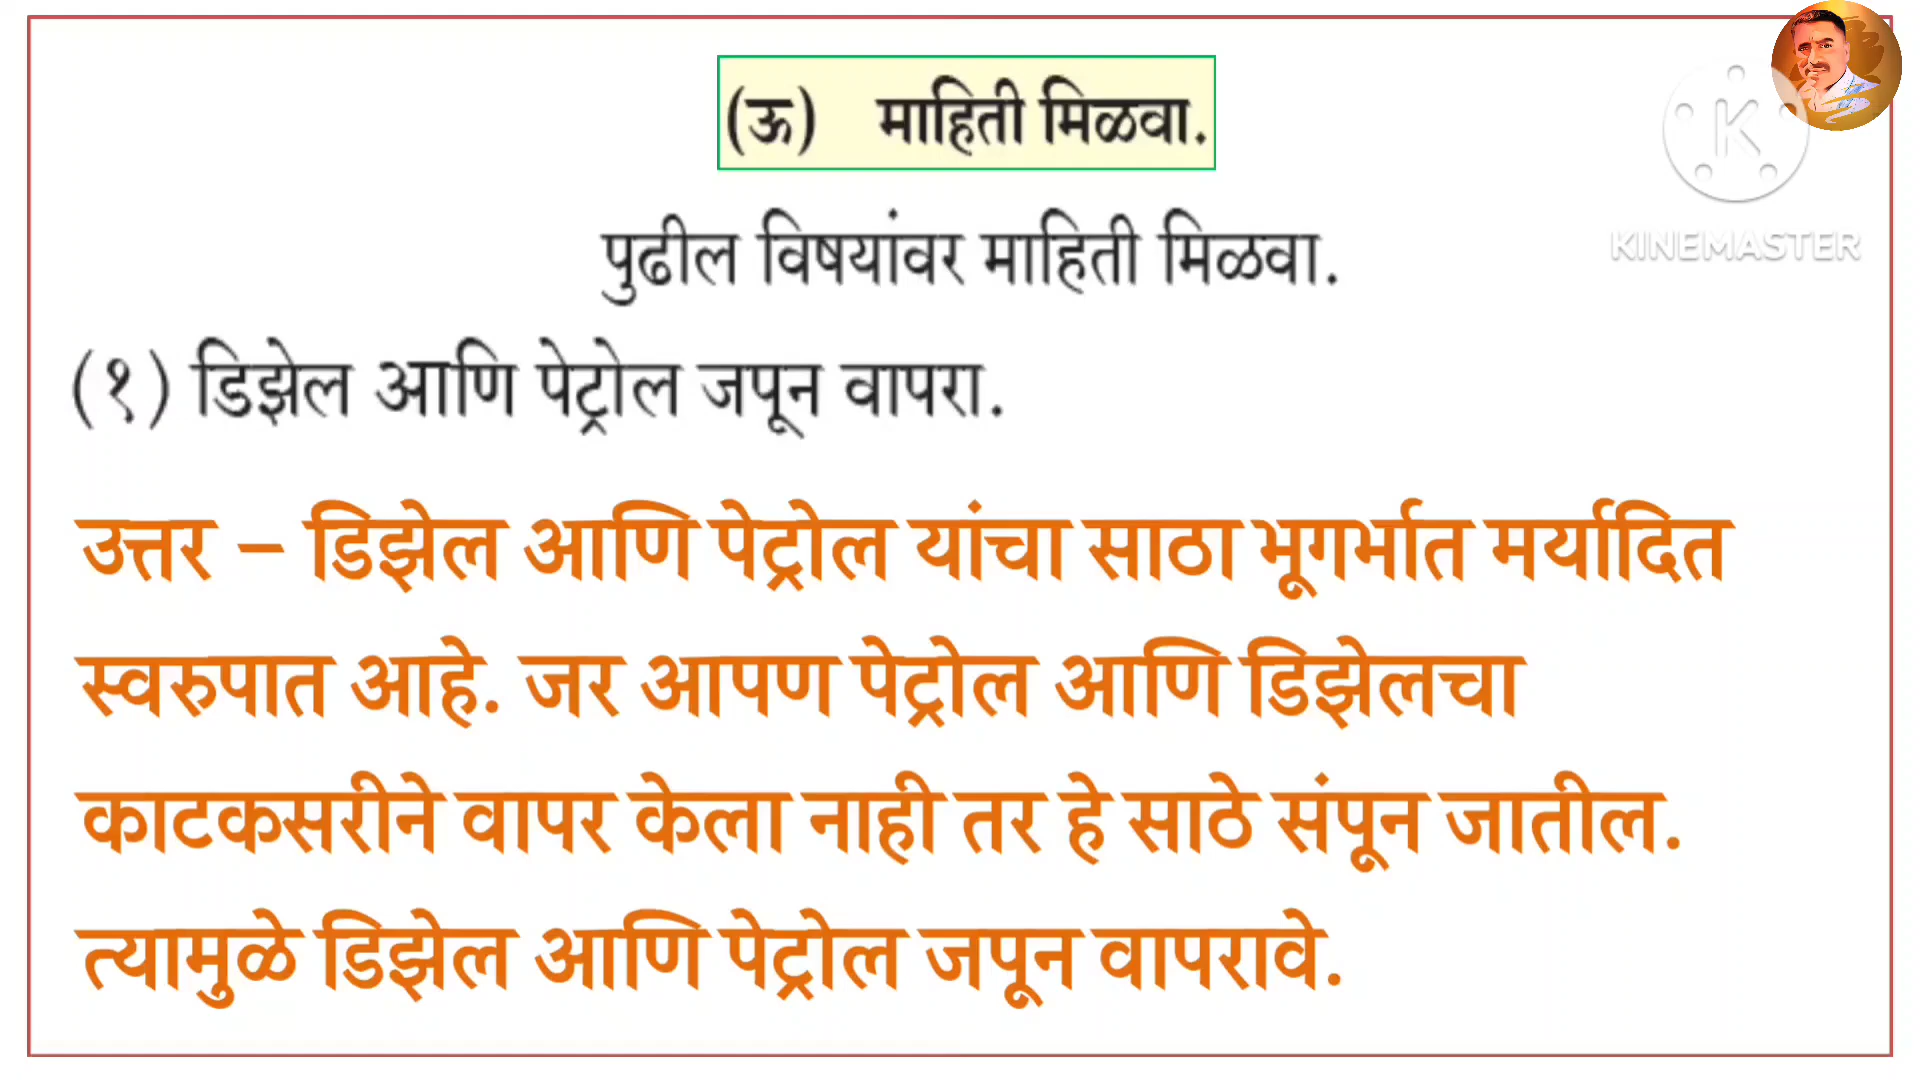 (ऊ) माहिती मिळवा.
पुढील विषयांवर माहिती मिळवा.
KINEMASTER
(१) डिझेल आणि पेट्रोल जपून वापरा.
उत्तर – डिझेल आणि पेट्रोल यांचा साठा भूगर्भात मर्यादित
स्वरुपात आहे. जर आपण पेट्रोल आणि डिझेलचा
काटकसरीने वापर केला नाही तर हे साठे संपून जातील.
त्यामुळे डिझेल आणि पेट्रोल जपून वापरावे.